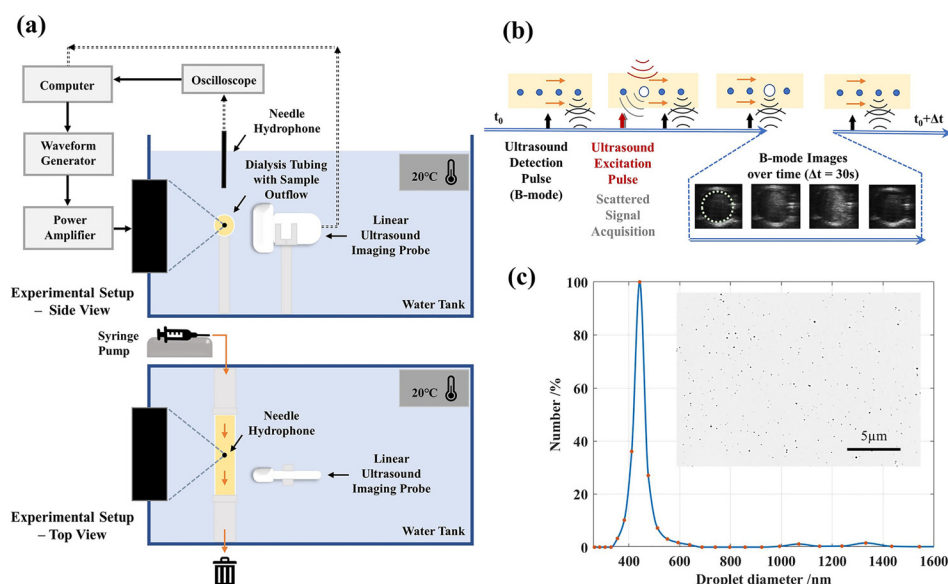 (a)
Computer
Oscilloscope
Waveform
Generator
Power
Amplifier
Needle
Hydrophone
Dialysis Tubing
with Sample
Outflow
20°C
Linear
Ultrasound
Imaging Probe
Experimental Setup
– Side View
Water Tank
Syringe
Pump
20°C
Needle
Hydrophone
Linear
Ultrasound
Imaging Probe
Experimental Setup
– Top View
Water Tank
(b)
t0
t0+Δt
Ultrasound
Detection
Pulse
(B-mode)
Ultrasound
Excitation
Pulse
Scattered
Signal
Acquisition
B-mode Images
over time (Δt = 30s)
(c)
100
80
60
40
20
0
Number /%
5µm
400
600
800
1000
1200
1400
1600
Droplet diameter /nm